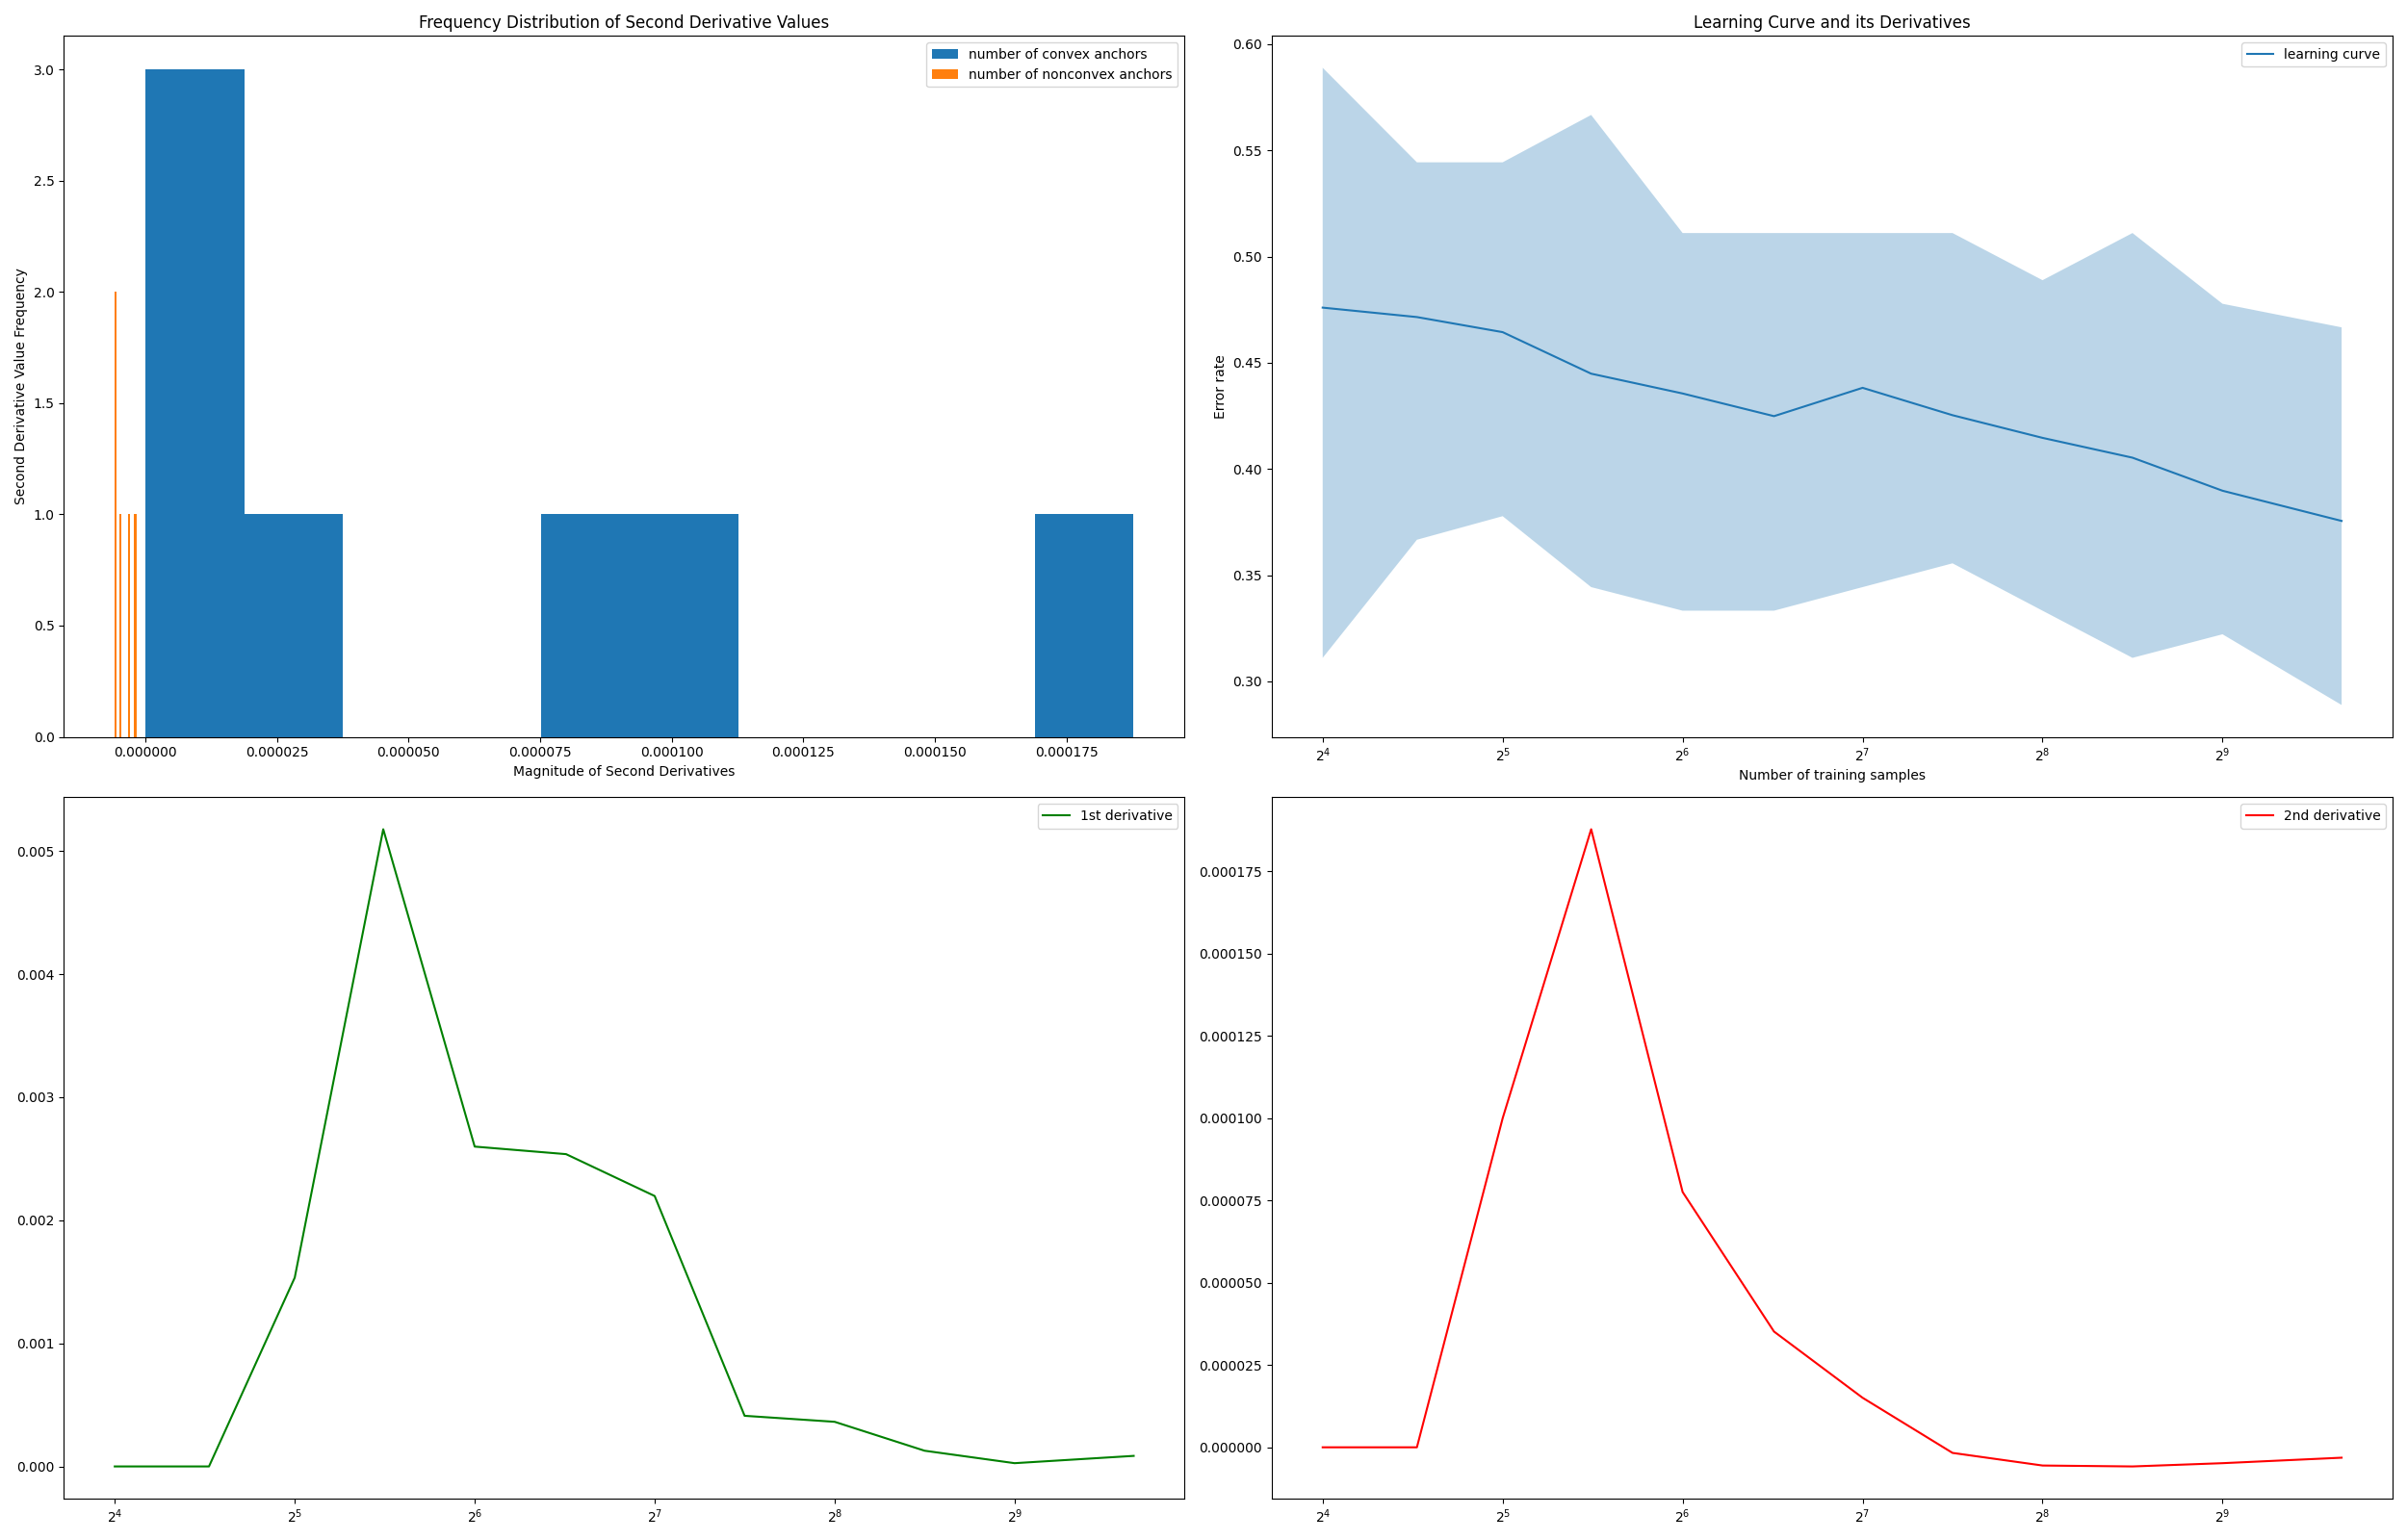 Frequency Distribution of Second Derivative Values
number of convex anchors
number of nonconvex anchors
Second Derivative Value Frequency
3.0
2.5
2.0
1.5
1.0
0.5
0.0
0.000000 0.000025 0.000050 0.000075 0.000100 0.000125 0.000150 0.000175
Magnitude of Second Derivatives
Learning Curve and its Derivatives
learning curve
Error rate
0.60
0.55
0.50
0.45
0.40
0.35
0.30
2⁴ 2⁵ 2⁶ 2⁷ 2⁸ 2⁹
Number of training samples
1st derivative
0.005
0.004
0.003
0.002
0.001
0.000
2⁴ 2⁵ 2⁶ 2⁷ 2⁸ 2⁹
2nd derivative
0.000175
0.000150
0.000125
0.000100
0.000075
0.000050
0.000025
0.000000
2⁴ 2⁵ 2⁶ 2⁷ 2⁸ 2⁹